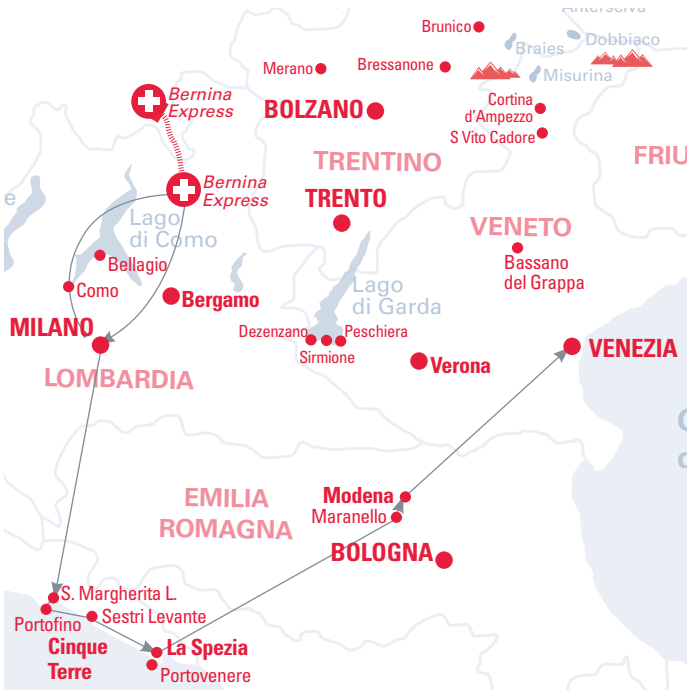 Brunico
Braies
Dobbiaco
Merano
Bressanone
Misurina
Bernina
Express
BOLZANO
Cortina
d'Ampezzo
S Vito Cadore
TRENTINO
FRIU
Bernina
Express
TRENTO
Lago
di Como
VENETO
Bellagio
Bassano
del Grappa
Como
Bergamo
Lago
di Garda
MILANO
Dezenzano
Peschiera
Sirmione
VENEZIA
Verona
LOMBARDIA
EMILIA
ROMAGNA
Modena
Maranello
BOLOGNA
S. Margherita L.
Portofino
Sestri Levante
Cinque
Terre
La Spezia
Portovenere